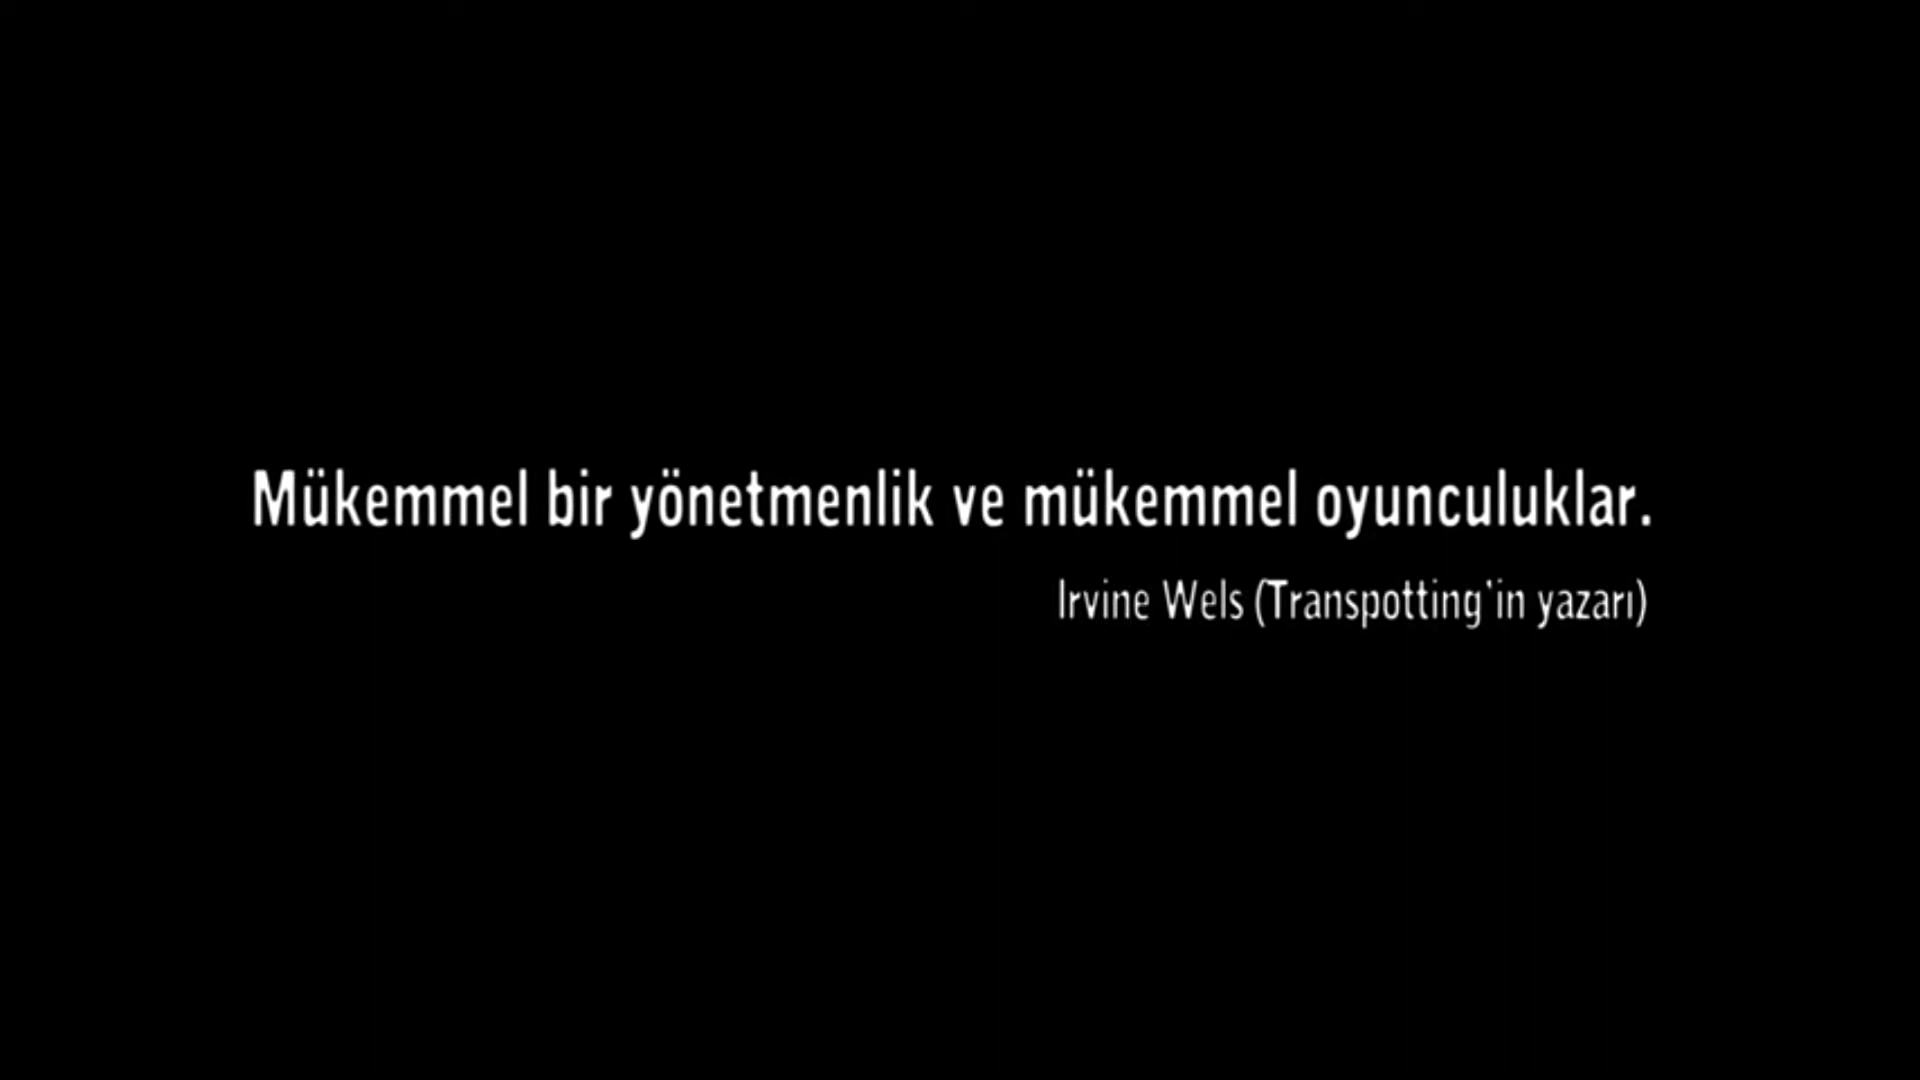 Mükemmel bir yönetmenlik ve mükemmel oyunculuklar.
Irvine Wels (Transpotting'in yazarı)